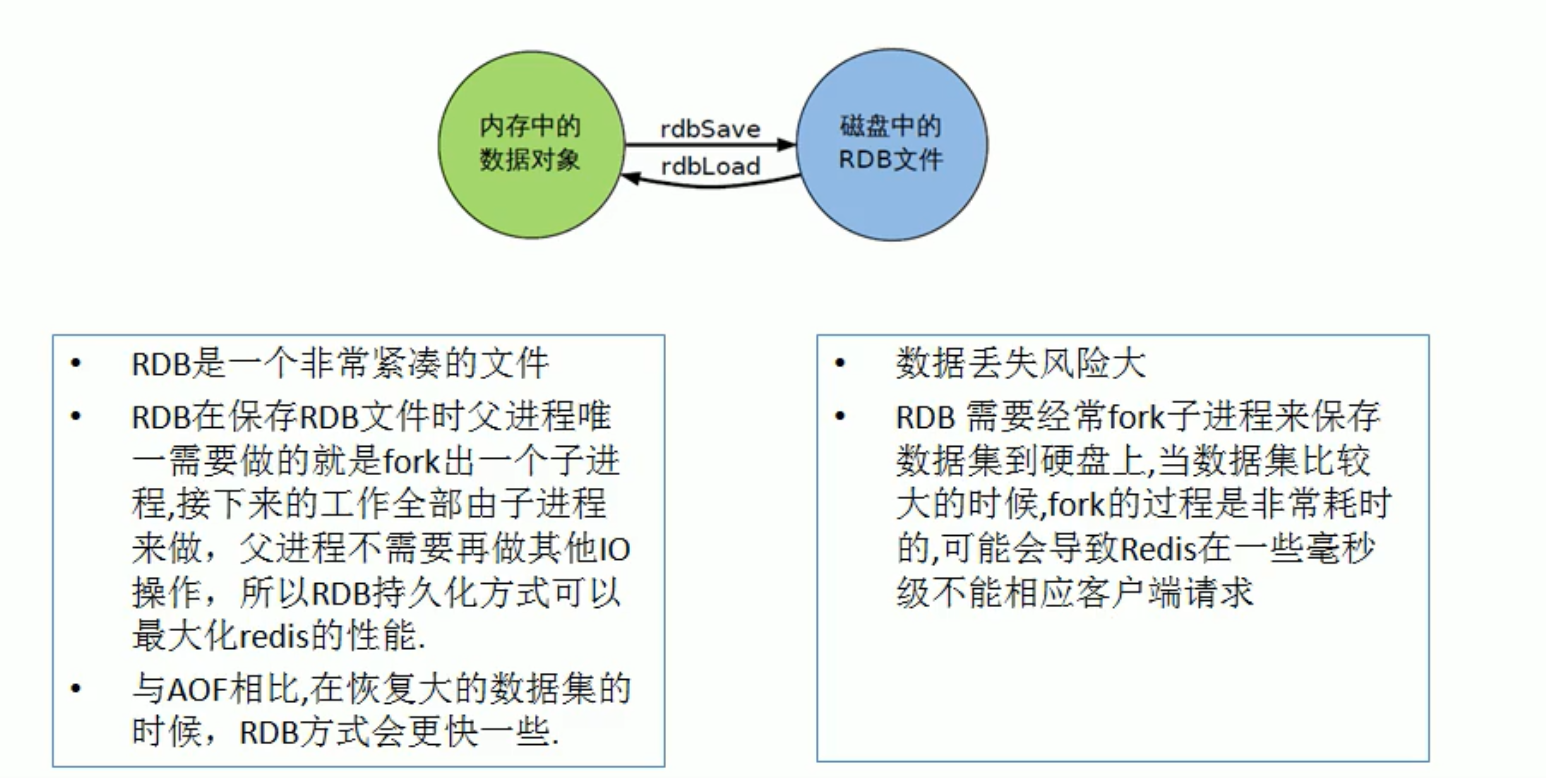 内存中的
数据对象
rdbSave
rdbLoad
磁盘中的
RDB文件
• RDB是一个非常紧凑的文件
• RDB在保存RDB文件时父进程唯
一需要做的就是fork出一个子进
程,接下来的工作全部由子进程
来做，父进程不需要再做其他IO
操作，所以RDB持久化方式可以
最大化redis的性能.
• 与AOF相比,在恢复大的数据集的
时候，RDB方式会更快一些.
• 数据丢失风险大
• RDB 需要经常fork子进程来保存
数据集到硬盘上,当数据集比较
大的时候,fork的过程是非常耗时
的,可能会导致Redis在一些毫秒
级不能相应客户端请求